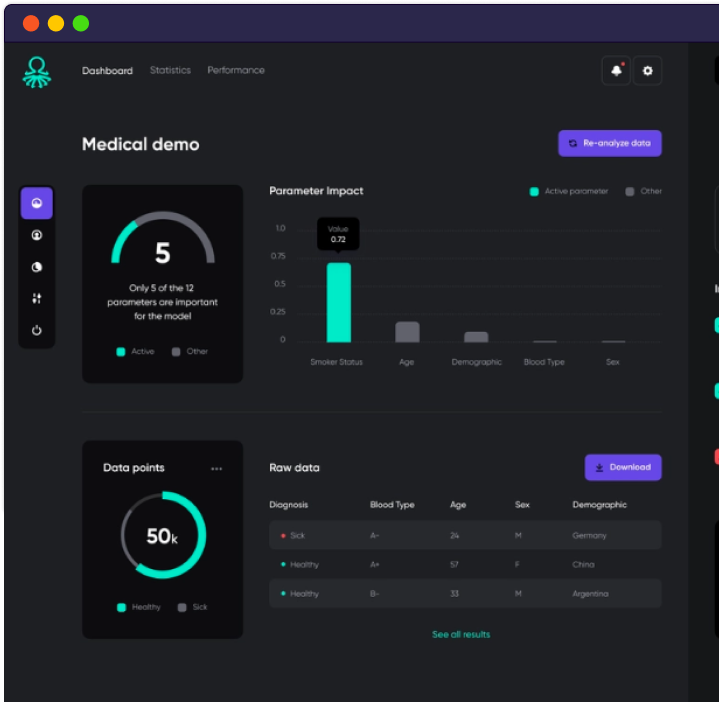 Dashboard Statistics Performance
Medical demo
Re-analyze data
5
Only 5 of the 12
parameters are important
for the model
Active Other
Parameter Impact
Active parameter Other
1.0
0.75
0.5
0.25
0
Value
0.72
Smoker Status Age Demographic Blood Type Sex
Data points
50k
Healthy Sick
Raw data
Download
Diagnosis Blood Type Age Sex Demographic
Sick A- 24 M Germany
Healthy A+ 57 F China
Healthy B- 33 M Argentina
See all results